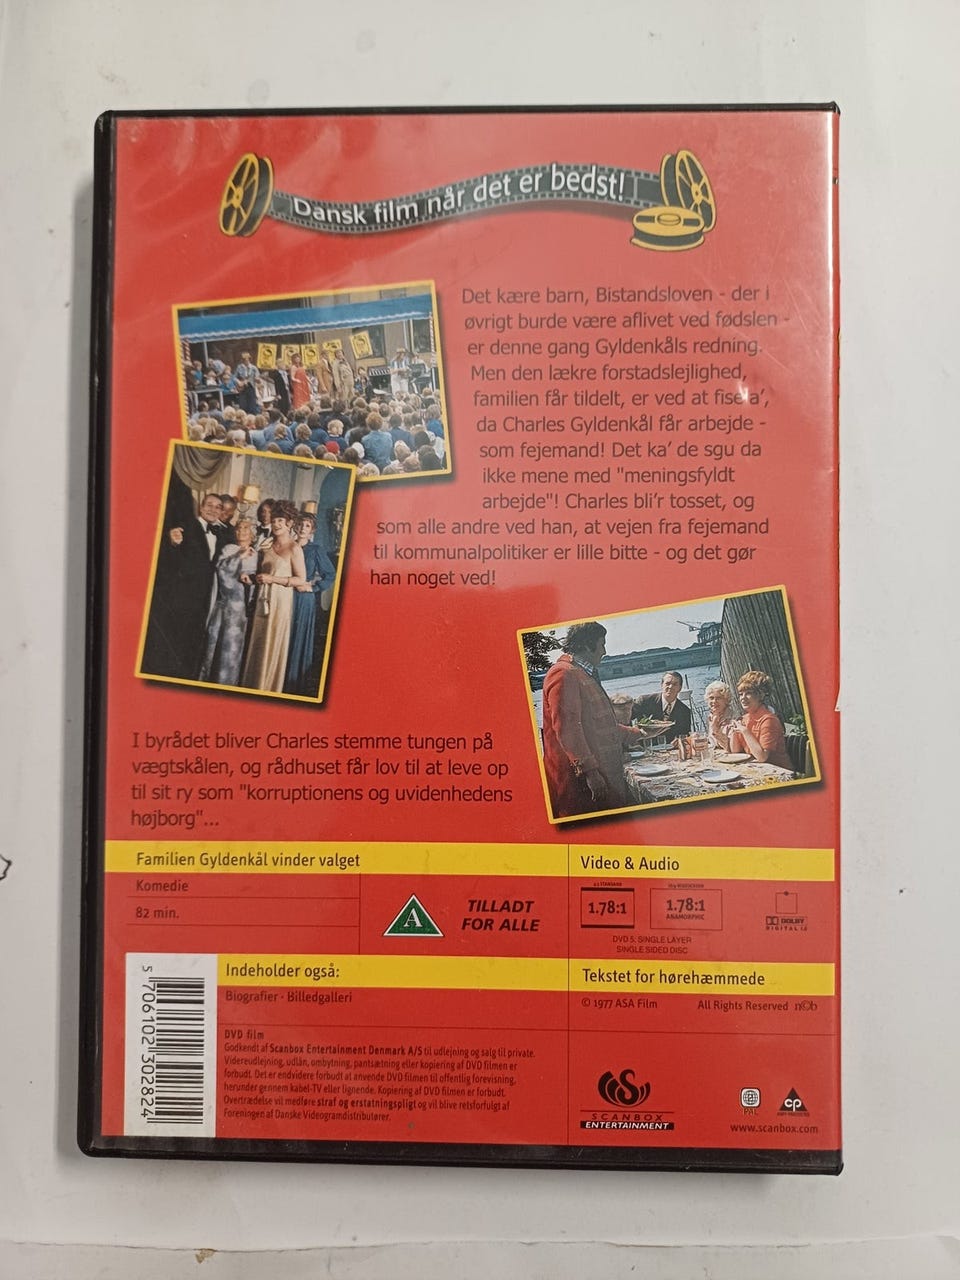 Dansk film når det er bedst!
Det kære barn, Bistandsloven - der i
øvrigt burde være aflivet ved fødslen -
er denne gang Gyldenkåls redning.
Men den lækre forstadslejlighed,
familien får tildelt, er ved at fise a',
da Charles Gyldenkål får arbejde -
som fejemand! Det ka' de sgu da
ikke mene med "meningsfyldt
arbejde"! Charles bli'r tosset, og
som alle andre ved han, at vejen fra fejemand
til kommunalpolitiker er lille bitte - og det gør
han noget ved!
I byrådet bliver Charles stemme tungen på
vægtskålen, og rådhuset får lov til at leve op
til sit ry som "korruptionens og uvidenhedens
højborg"...
Familien Gyldenkål vinder valget
Komedie
82 min.
A
TILLADT
FOR ALLE
Video & Audio
4:3 STANDARD
1.78:1
16:9 WIDESCREEN
1.78:1
ANAMORPHIC
DOLBY
DIGITAL
DVD 5: SINGLE LAYER
SINGLE SIDED DISC
Indeholder også:
Biografier · Billedgalleri
Tekstet for hørehæmmede
© 1977 ASA Film
All Rights Reserved
n©b
DVD film
Godkendt af Scanbox Entertainment Danmark A/S til udlejning og salg til private.
Videreudlejning, udlån, ombytning, pantsætning eller kopiering af DVD filmen er
forbudt. Det er endvidere forbudt at anvende DVD filmen til offentlig forevisning,
herunder gennem kabel-TV eller lignende. Kopiering af DVD filmen er forbudt.
Overtrædelse vil medføre straf og erstatningspligt og vil blive retsforfulgt af
Foreningen af Danske Videogramdistributører.
5 706102 302824
SCANBOX
ENTERTAINMENT
2
PAL
CP
www.scanbox.com